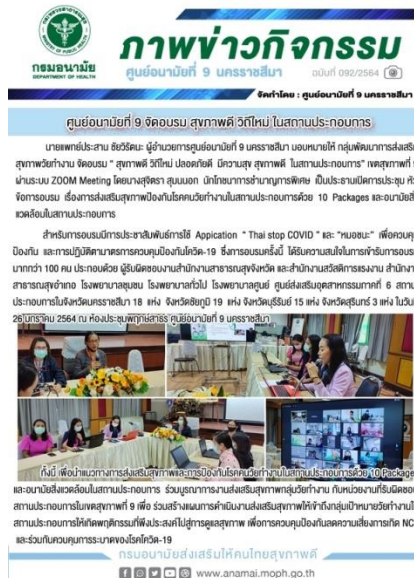 กรมอนามัย
DEPARTMENT OF HEALTH
ภาพข่าวกิจกรรม
ศูนย์อนามัยที่ 9 นครราชสีมา
ฉบับที่ 092/2564
จัดทำโดย : ศูนย์อนามัยที่ 9 นครราชสีมา
ศูนย์อนามัยที่ 9 จัดอบรม สุขภาพดี วิถีใหม่ ในสถานประกอบการ
นายแพทย์ประสาน ชัยวิรัตนะ ผู้อำนวยการศูนย์อนามัยที่ 9 นครราชสีมา มอบหมายให้ กลุ่มพัฒนาการส่งเสริ
สุขภาพวัยทำงาน จัดอบรม " สุขภาพดี วิถีใหม่ ปลอดภัยดี มีความสุข สุขภาพดี ในสถานประกอบการ" เขตสุขภาพที่
ผ่านระบบ ZOOM Meeting โดยนางสุจิตรา สุมนนอก นักโภชนาการชำนาญการพิเศษ เป็นประธานเปิดการประชุม หั
ข้อการอบรม เรื่องการส่งเสริมสุขภาพป้องกันโรคคนวัยทำงานในสถานประกอบการด้วย 10 Packages และอนามัยสิ่
แวดล้อมในสถานประกอบการ
สำหรับการอบรมมีการประชาสัมพันธ์การใช้ Appication " Thai stop COVID " และ "หมอชนะ" เพื่อควบคุ
ป้องกัน และการปฏิบัติตามาตรการควบคุมป้องกันโควิด-19 ซึ่งการอบรมครั้งนี้ ได้รับความสนใจในการเข้ารับการอบร
มากกว่า 100 คน ประกอบด้วย ผู้รับผิดชอบงานสำนักงานสาธารณสุขจังหวัด และสำนักงานสวัสดิการแรงงาน สำนักงา
สาธารณสุขอำเภอ โรงพยาบาลชุมชน โรงพยาบาลทั่วไป โรงพยาบาลศูนย์ ศูนย์ส่งเสริมอุตสาหกรรมภาคที่ 6 สถาน
ประกอบการในจังหวัดนครราชสีมา 18 แห่ง จังหวัดชัยภูมิ 19 แห่ง จังหวัดบุรีรัมย์ 15 แห่ง จังหวัดสุรินทร์ 3 แห่ง ในวัน
26 มกราคม 2564 ณ ห้องประชุมพฤกษาธร ศูนย์อนามัยที่ 9 นครราชสีมา
ทั้งนี้ เพื่อนำแนวทางการส่งเสริมสุขภาพและการป้องกันโรคคนวัยทำงานในสถานประกอบการด้วย 10 Package
และอนามัยสิ่งแวดล้อมในสถานประกอบการ ร่วมบูรณาการงานส่งเสริมสุขภาพกลุ่มวัยทำงาน กับหน่วยงานที่รับผิดชอ
สถานประกอบการในเขตสุขภาพที่ 9 เพื่อ ร่วมสร้างแผนการดำเนินงานส่งเสริมสุขภาพให้เข้าถึงกลุ่มเป้าหมายวัยทำงานใ
สถานประกอบการให้เกิดพฤติกรรมที่พึงประสงค์ไปสู่การดูแลสุขภาพ เพื่อการควบคุมป้องกันลดความเสี่ยงการเกิด NC
และร่วมกันควบคุมการระบาดของโรคโควิด-19
กรมอนามัยส่งเสริมให้คนไทยสุขภาพดี
www.anamai.moph.go.th